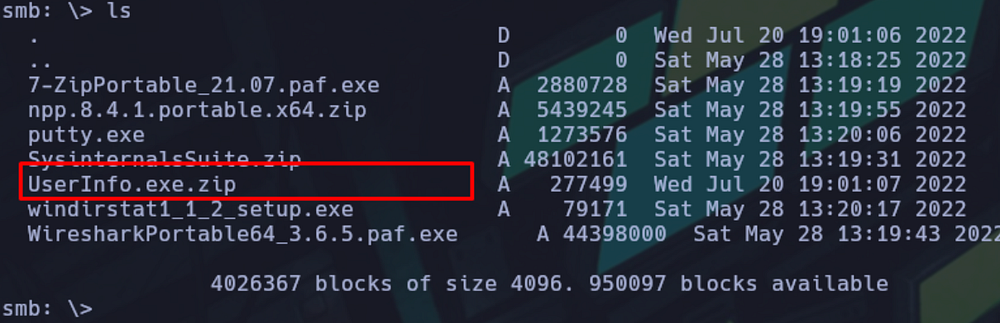 smb: \> ls
. D 0 Wed Jul 20 19:01:06 2022
.. D 0 Sat May 28 13:18:25 2022
7-ZipPortable_21.07.paf.exe A 2880728 Sat May 28 13:19:19 2022
npp.8.4.1.portable.x64.zip A 5439245 Sat May 28 13:19:55 2022
putty.exe A 1273576 Sat May 28 13:20:06 2022
SysinternalsSuite.zip A 48102161 Sat May 28 13:19:31 2022
UserInfo.exe.zip A 277499 Wed Jul 20 19:01:07 2022
windirstat1_1_2_setup.exe A 79171 Sat May 28 13:20:17 2022
WiresharkPortable64_3.6.5.paf.exe A 44398000 Sat May 28 13:19:43 2022
4026367 blocks of size 4096. 950097 blocks available
smb: \>